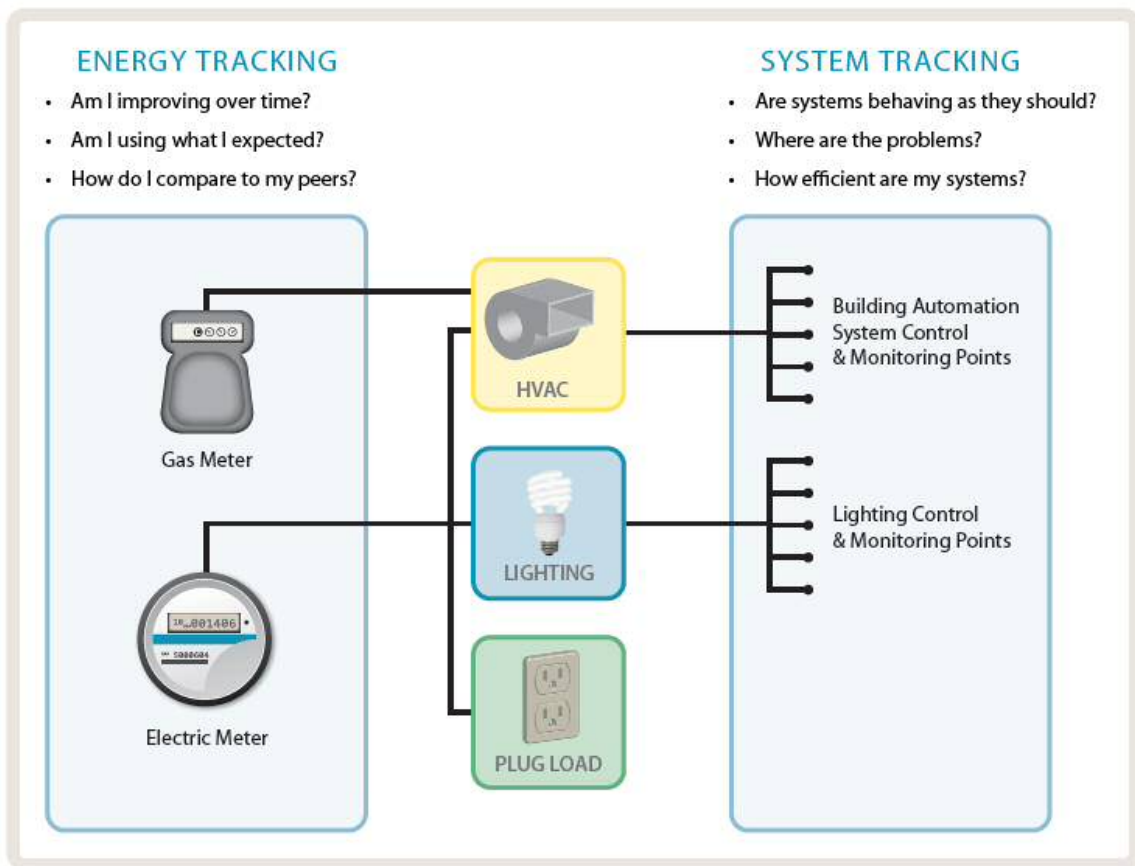 ENERGY TRACKING
• Am I improving over time?
• Am I using what I expected?
• How do I compare to my peers?
SYSTEM TRACKING
• Are systems behaving as they should?
• Where are the problems?
• How efficient are my systems?
Gas Meter
001406
5000604
Electric Meter
HVAC
LIGHTING
PLUG LOAD
Building Automation
System Control
& Monitoring Points
Lighting Control
& Monitoring Points